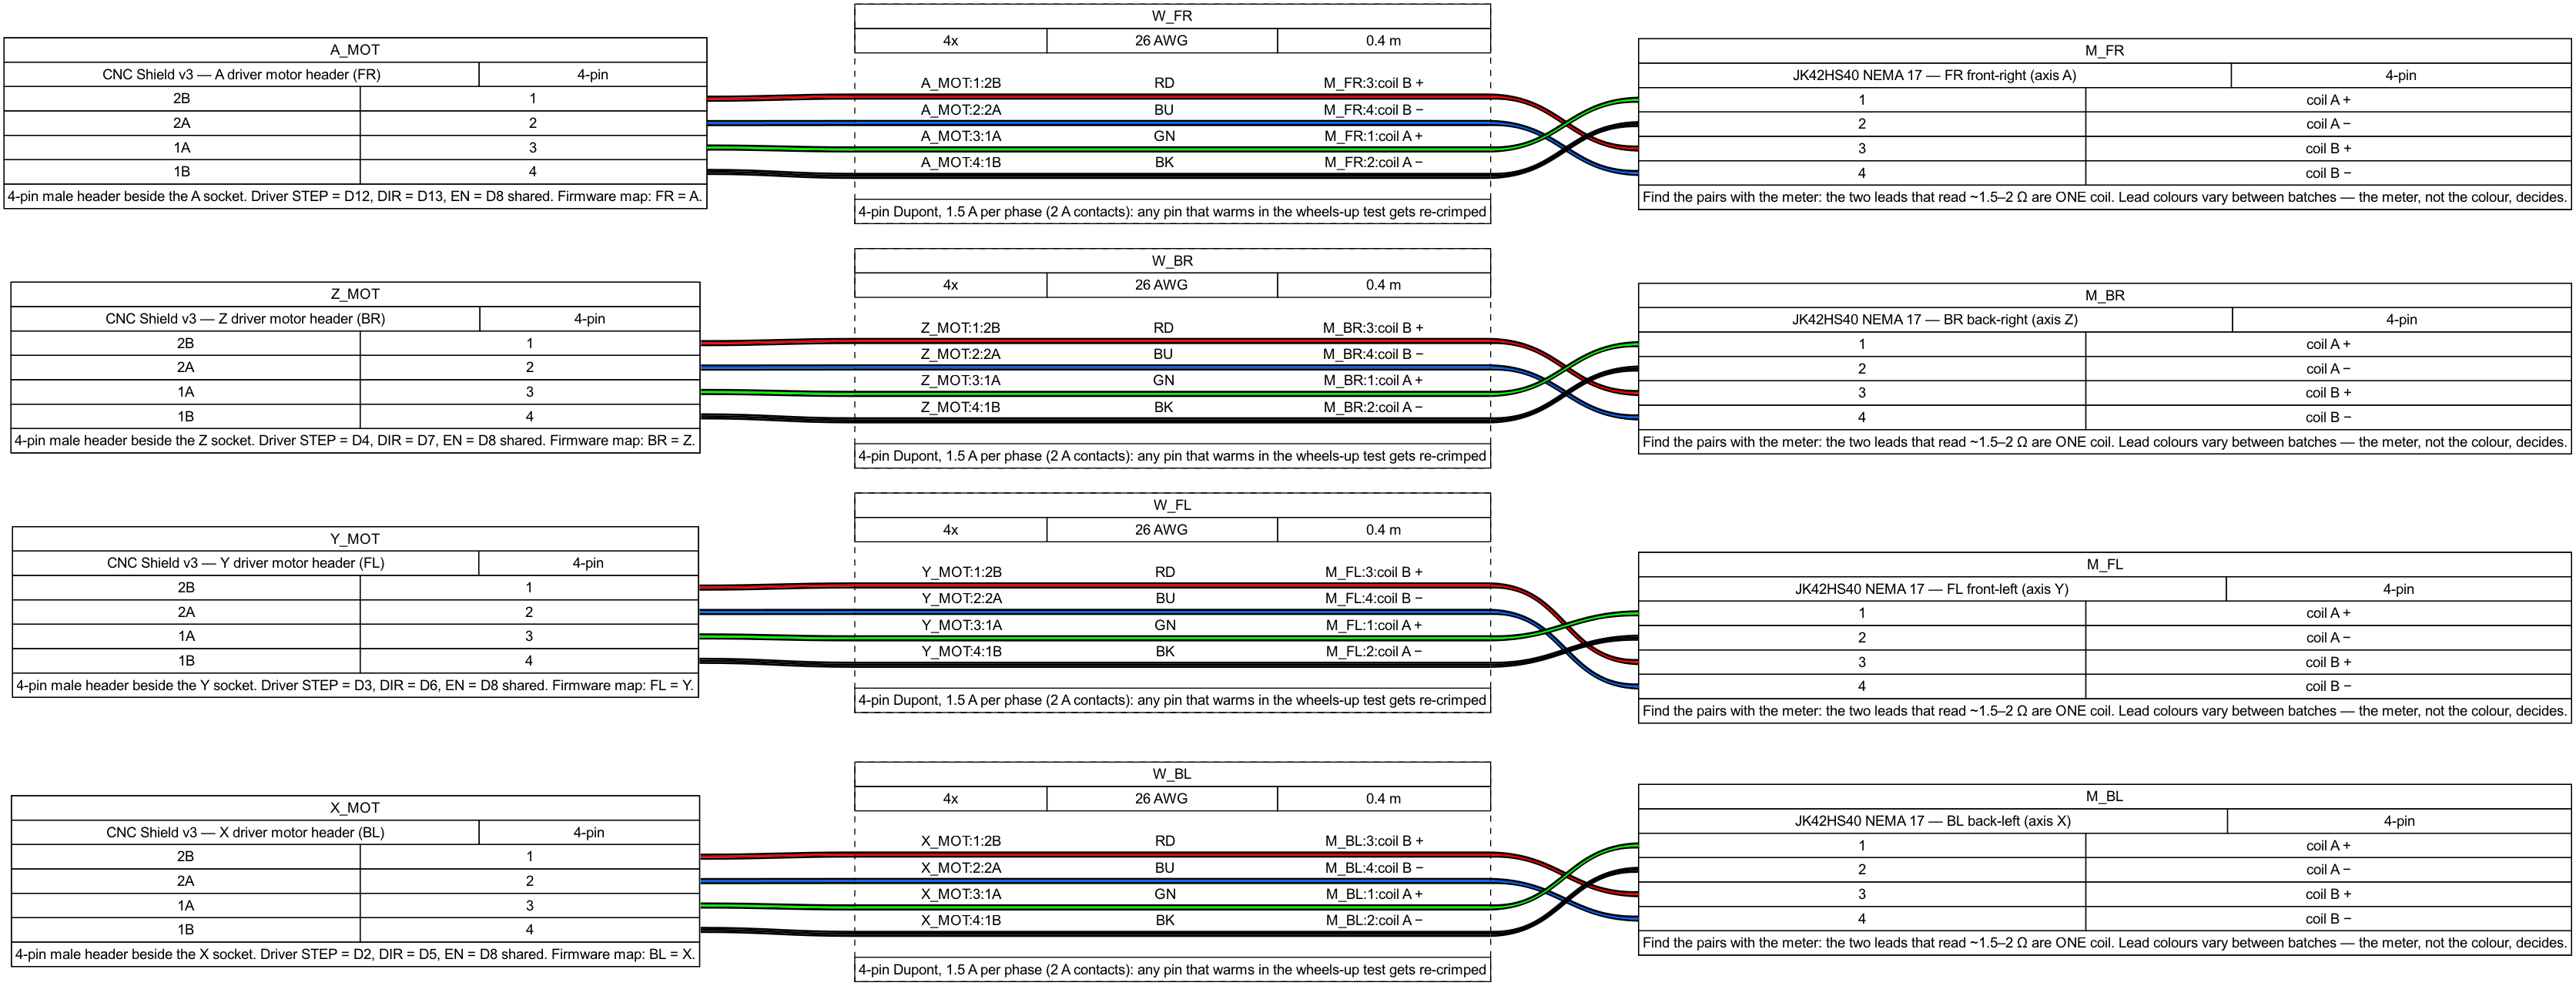 W_FR
4x 26 AWG 0.4 m
A_MOT
CNC Shield v3 — A driver motor header (FR) 4-pin
2B 1
2A 2
1A 3
1B 4
4-pin male header beside the A socket. Driver STEP = D12, DIR = D13, EN = D8 shared. Firmware map: FR = A.
A_MOT:1:2B RD M_FR:3:coil B +
A_MOT:2:2A BU M_FR:4:coil B −
A_MOT:3:1A GN M_FR:1:coil A +
A_MOT:4:1B BK M_FR:2:coil A −
4-pin Dupont, 1.5 A per phase (2 A contacts): any pin that warms in the wheels-up test gets re-crimped
M_FR
JK42HS40 NEMA 17 — FR front-right (axis A) 4-pin
1 coil A +
2 coil A −
3 coil B +
4 coil B −
Find the pairs with the meter: the two leads that read ~1.5–2 Ω are ONE coil. Lead colours vary between batches — the meter, not the colour, decides.
W_BR
4x 26 AWG 0.4 m
Z_MOT
CNC Shield v3 — Z driver motor header (BR) 4-pin
2B 1
2A 2
1A 3
1B 4
4-pin male header beside the Z socket. Driver STEP = D4, DIR = D7, EN = D8 shared. Firmware map: BR = Z.
Z_MOT:1:2B RD M_BR:3:coil B +
Z_MOT:2:2A BU M_BR:4:coil B −
Z_MOT:3:1A GN M_BR:1:coil A +
Z_MOT:4:1B BK M_BR:2:coil A −
4-pin Dupont, 1.5 A per phase (2 A contacts): any pin that warms in the wheels-up test gets re-crimped
M_BR
JK42HS40 NEMA 17 — BR back-right (axis Z) 4-pin
1 coil A +
2 coil A −
3 coil B +
4 coil B −
Find the pairs with the meter: the two leads that read ~1.5–2 Ω are ONE coil. Lead colours vary between batches — the meter, not the colour, decides.
W_FL
4x 26 AWG 0.4 m
Y_MOT
CNC Shield v3 — Y driver motor header (FL) 4-pin
2B 1
2A 2
1A 3
1B 4
4-pin male header beside the Y socket. Driver STEP = D3, DIR = D6, EN = D8 shared. Firmware map: FL = Y.
Y_MOT:1:2B RD M_FL:3:coil B +
Y_MOT:2:2A BU M_FL:4:coil B −
Y_MOT:3:1A GN M_FL:1:coil A +
Y_MOT:4:1B BK M_FL:2:coil A −
4-pin Dupont, 1.5 A per phase (2 A contacts): any pin that warms in the wheels-up test gets re-crimped
M_FL
JK42HS40 NEMA 17 — FL front-left (axis Y) 4-pin
1 coil A +
2 coil A −
3 coil B +
4 coil B −
Find the pairs with the meter: the two leads that read ~1.5–2 Ω are ONE coil. Lead colours vary between batches — the meter, not the colour, decides.
W_BL
4x 26 AWG 0.4 m
X_MOT
CNC Shield v3 — X driver motor header (BL) 4-pin
2B 1
2A 2
1A 3
1B 4
4-pin male header beside the X socket. Driver STEP = D2, DIR = D5, EN = D8 shared. Firmware map: BL = X.
X_MOT:1:2B RD M_BL:3:coil B +
X_MOT:2:2A BU M_BL:4:coil B −
X_MOT:3:1A GN M_BL:1:coil A +
X_MOT:4:1B BK M_BL:2:coil A −
4-pin Dupont, 1.5 A per phase (2 A contacts): any pin that warms in the wheels-up test gets re-crimped
M_BL
JK42HS40 NEMA 17 — BL back-left (axis X) 4-pin
1 coil A +
2 coil A −
3 coil B +
4 coil B −
Find the pairs with the meter: the two leads that read ~1.5–2 Ω are ONE coil. Lead colours vary between batches — the meter, not the colour, decides.